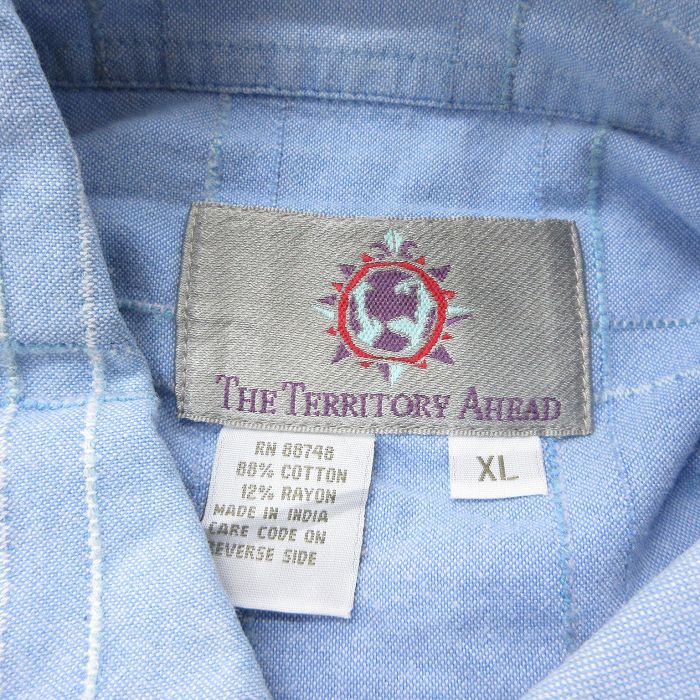 THE TERRITORY AHEAD
RN 88748
88% COTTON
12% RAYON
MADE IN INDIA
CARE CODE ON
REVERSE SIDE
XL